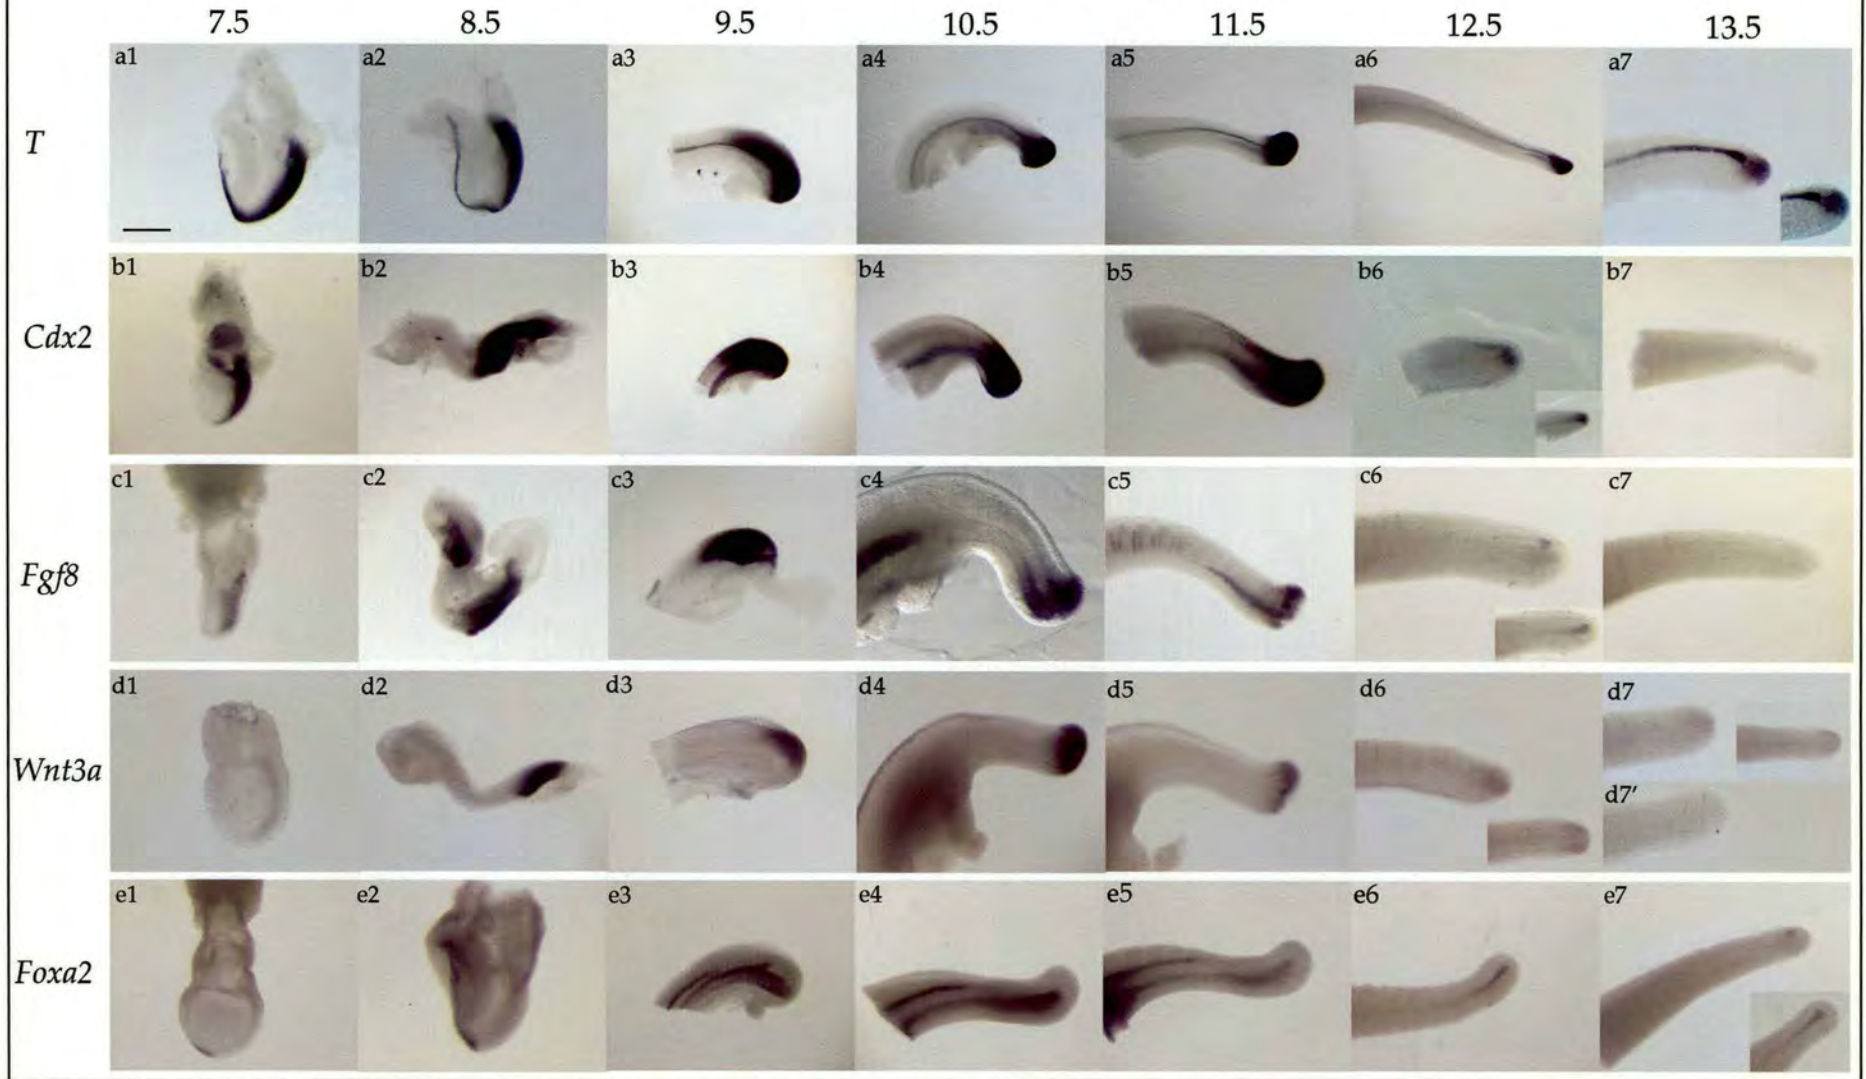 7.5 8.5 9.5 10.5 11.5 12.5 13.5
a1 a2 a3 a4 a5 a6 a7
T
b1 b2 b3 b4 b5 b6 b7
Cdx2
c1 c2 c3 c4 c5 c6 c7
Fgf8
d1 d2 d3 d4 d5 d6 d7
Wnt3a
d7′
e1 e2 e3 e4 e5 e6 e7
Foxa2